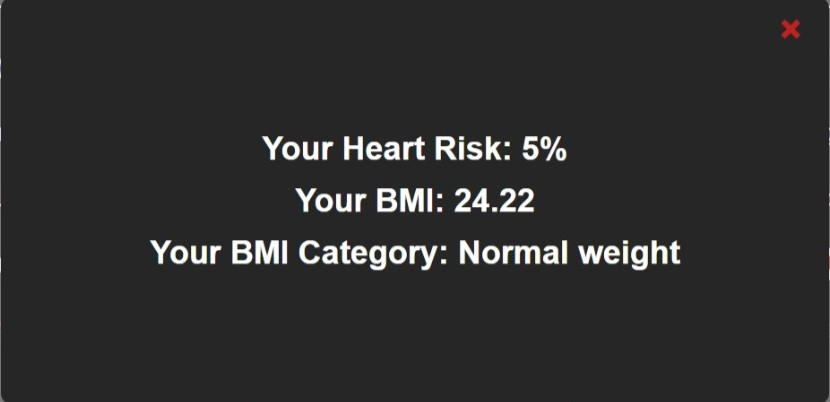 Your Heart Risk: 5%
Your BMI: 24.22
Your BMI Category: Normal weight